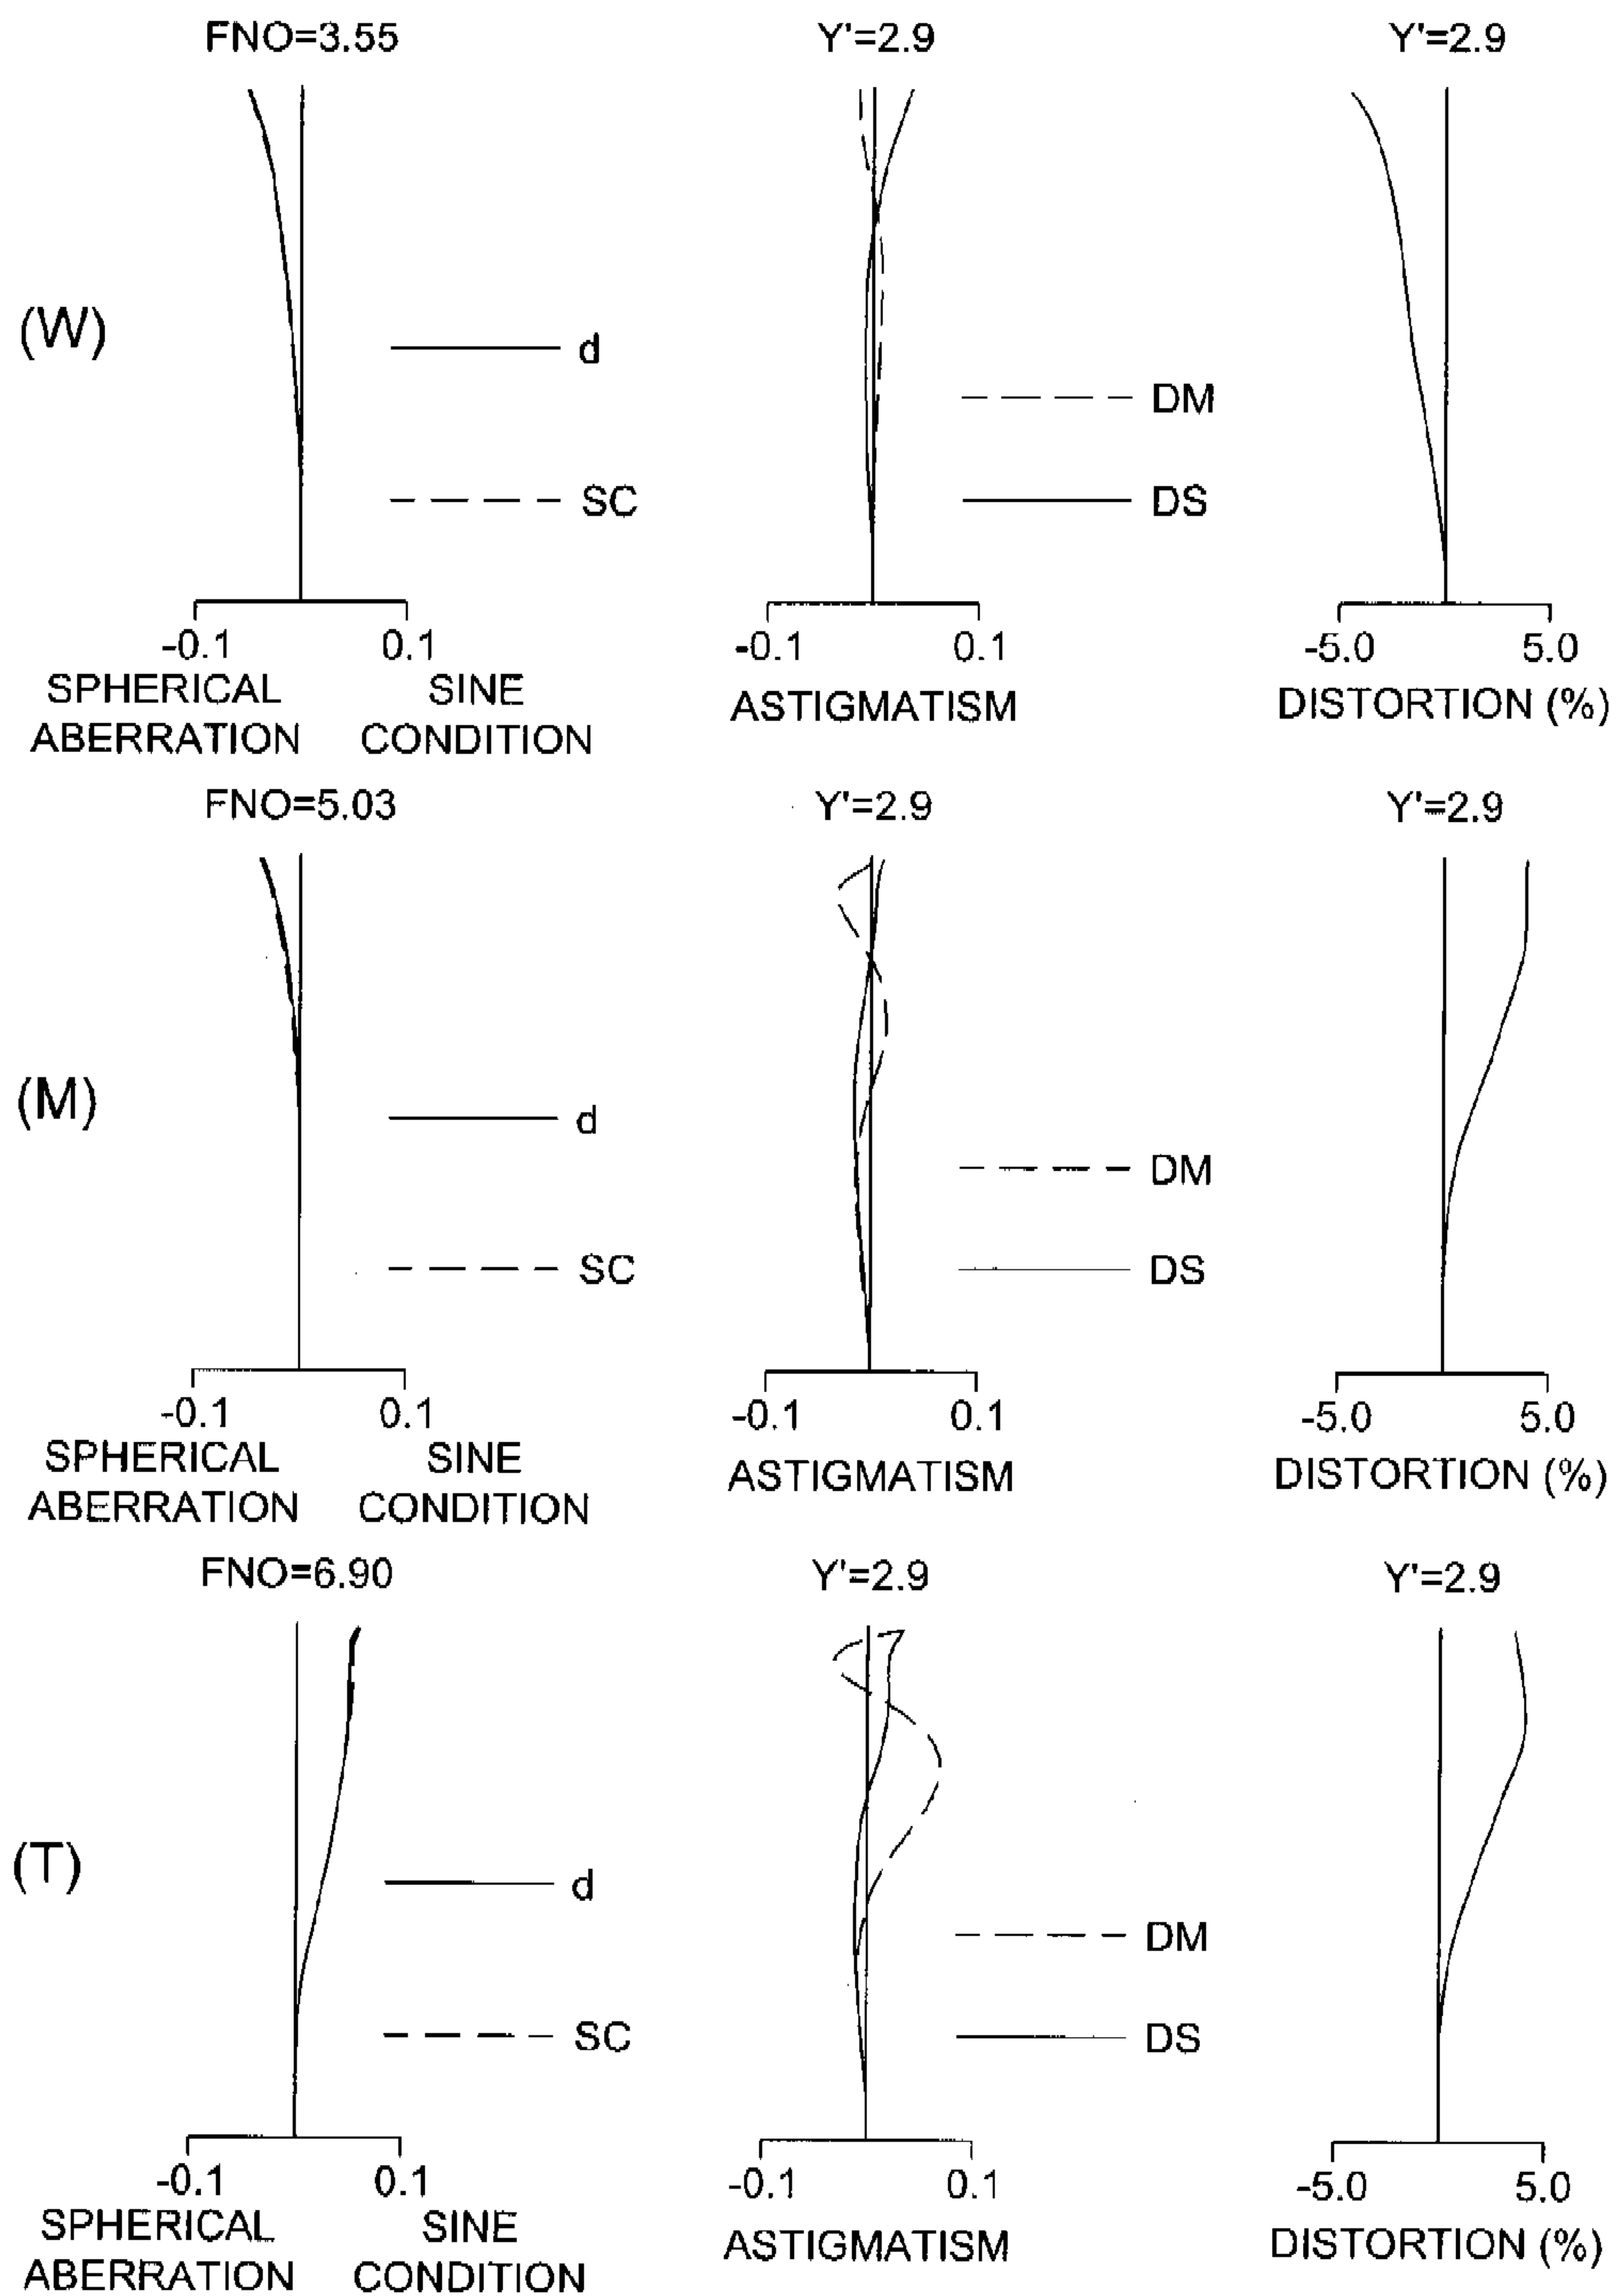 FNO=3.55 Y'=2.9 Y'=2.9
(W)
d
DM
SC DS
-0.1 0.1 -0.1 0.1 -5.0 5.0
SPHERICAL SINE ASTIGMATISM DISTORTION (%)
ABERRATION CONDITION
FNO=5.03 Y'=2.9 Y'=2.9
(M)
d
DM
SC DS
-0.1 0.1 -0.1 0.1 -5.0 5.0
SPHERICAL SINE ASTIGMATISM DISTORTION (%)
ABERRATION CONDITION
FNO=6.90 Y'=2.9 Y'=2.9
(T)
d
DM
SC DS
-0.1 0.1 -0.1 0.1 -5.0 5.0
SPHERICAL SINE ASTIGMATISM DISTORTION (%)
ABERRATION CONDITION